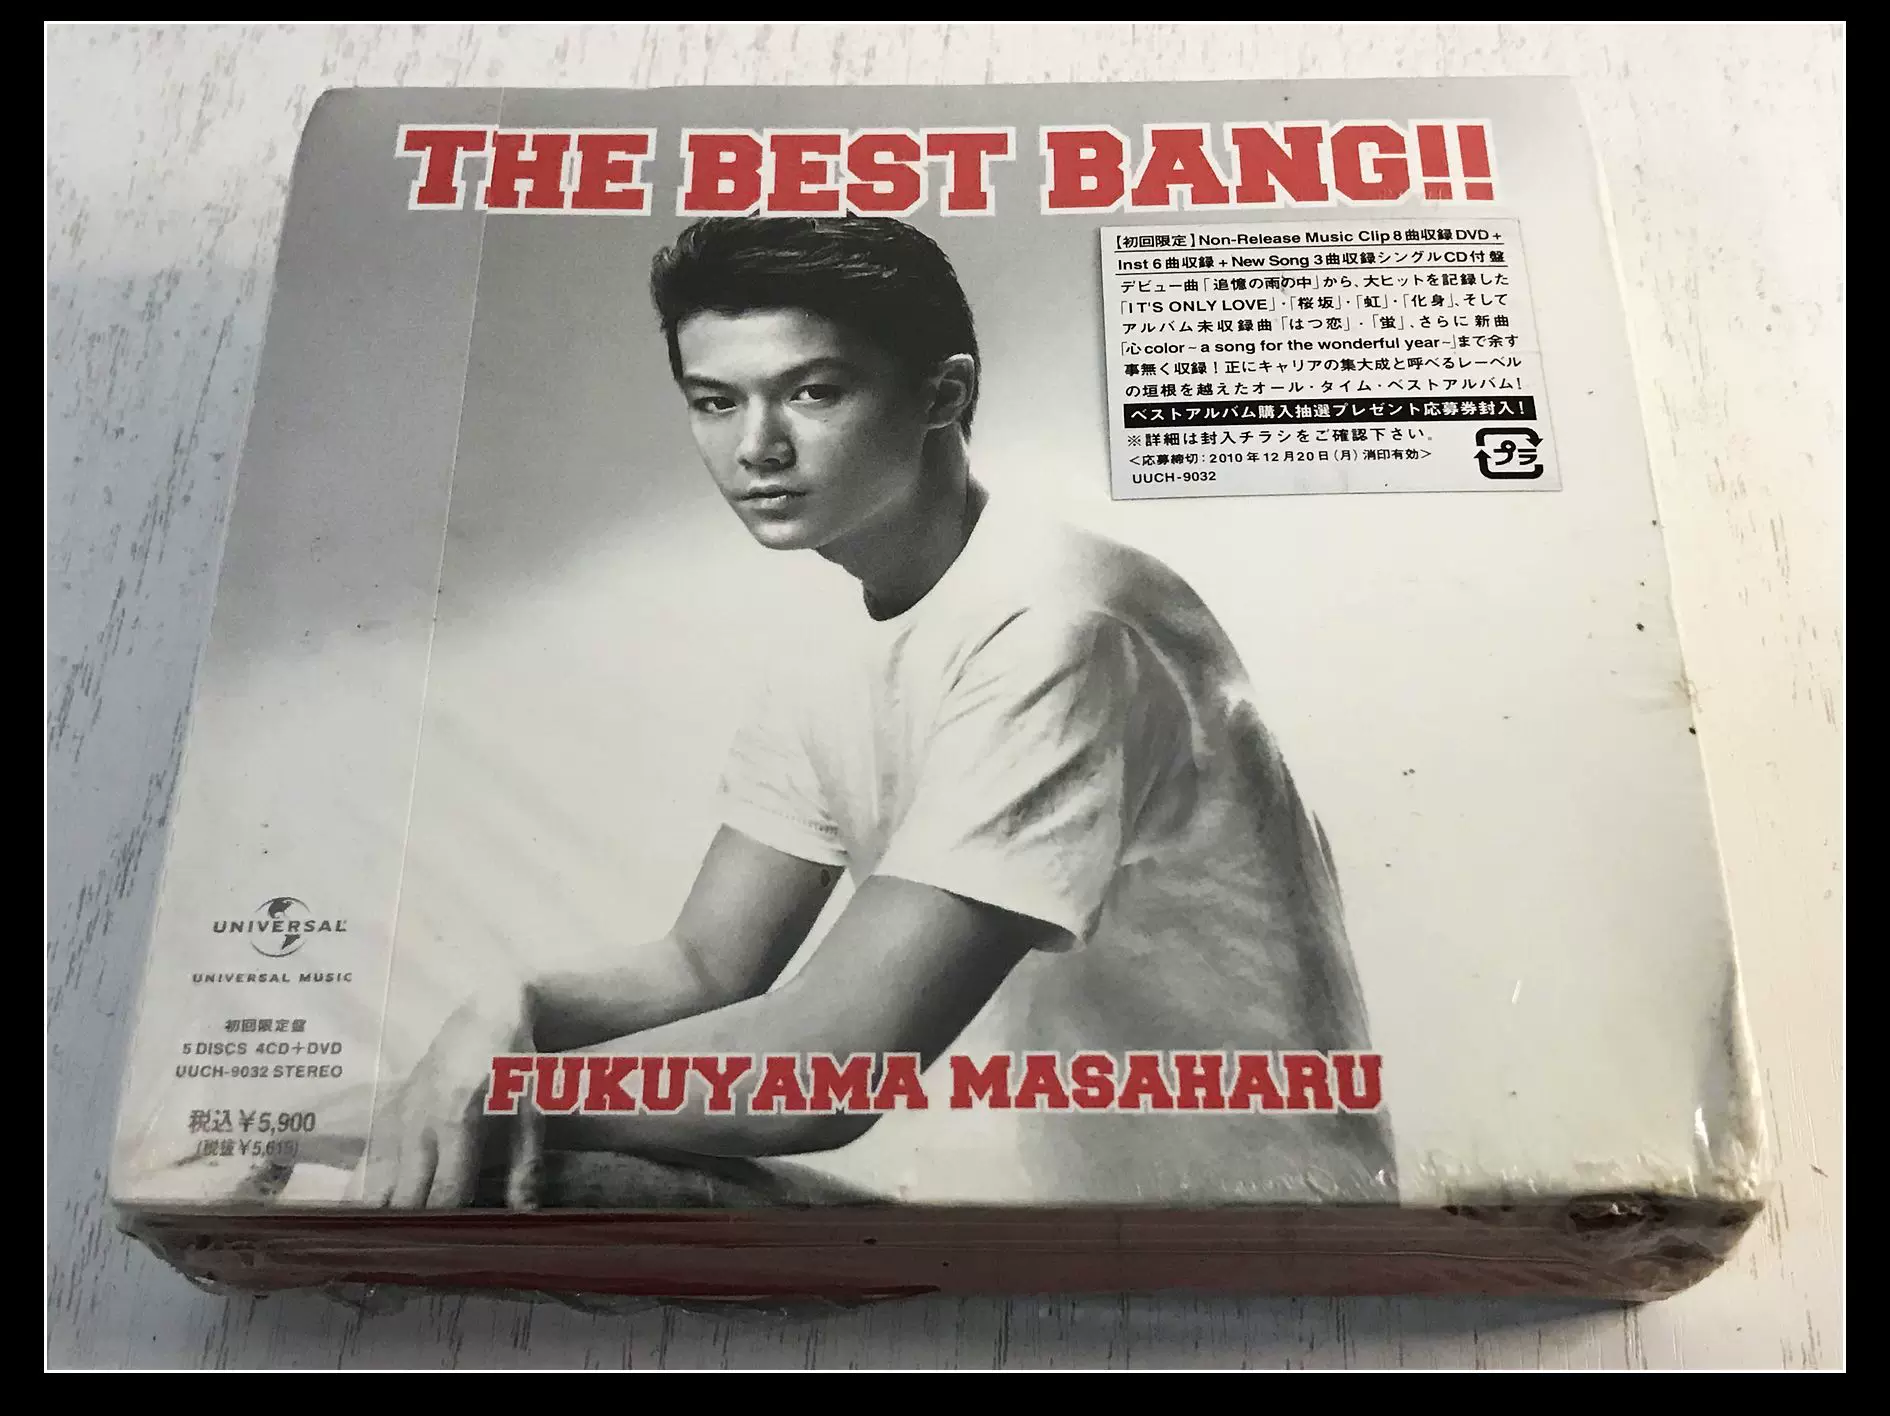 THE BEST BANG!!
【初回限定】Non-Release Music Clip8曲収録DVD+
Inst 6曲収録+New Song 3曲収録シングルCD付盤
デビュー曲「追憶の雨の中」から、大ヒットを記録した
「IT'S ONLY LOVE」・「桜坂」・「虹」・「化身」、そして
アルバム未収録曲「はつ恋」・「蛍」、さらに新曲
「心color~a song for the wonderful year~」まで余す
事無く収録!正にキャリアの集大成と呼べるレーベル
の垣根を越えたオール・タイム・ベストアルバム!
ベストアルバム購入抽選プレゼント応募券封入!
※詳細は封入チラシをご確認下さい。
<応募締切:2010年12月20日(月)消印有効>
UUCH-9032
プラ
UNIVERSAL
UNIVERSAL MUSIC
初回限定盤
5 DISCS 4CD+DVD
UUCH-9032 STEREO
税込¥5,900
(税抜¥5,619)
FUKUYAMA MASAHARU